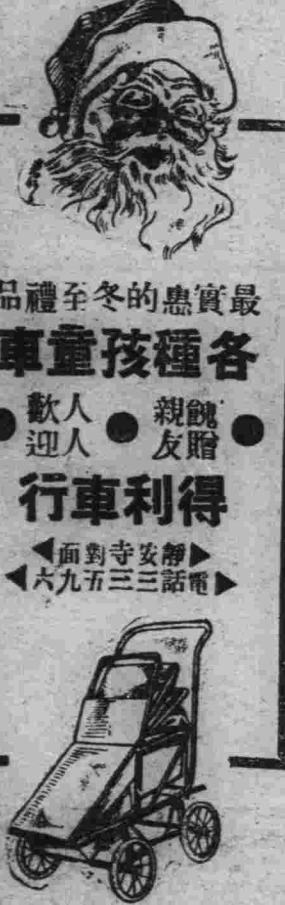 最實惠的冬至禮品
各種孩童車
●餽贈親友●人人歡迎●
得利車行
▶靜安寺對面◀
▶電話三三五九六◀